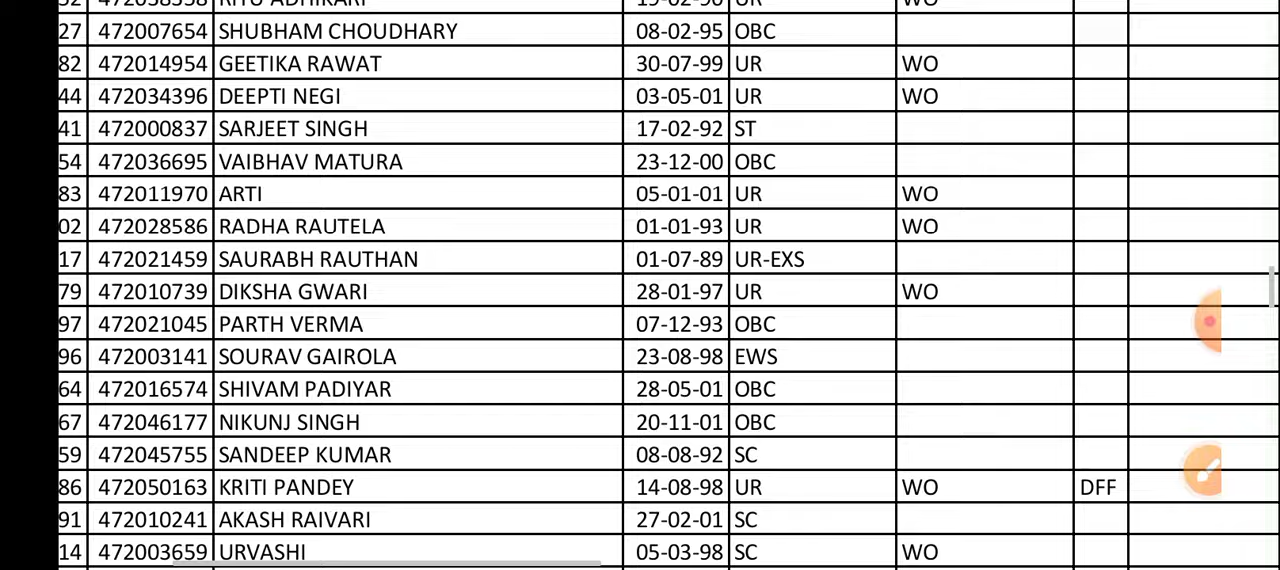 27 472007654 SHUBHAM CHOUDHARY 08-02-95 OBC
82 472014954 GEETIKA RAWAT 30-07-99 UR WO
44 472034396 DEEPTI NEGI 03-05-01 UR WO
41 472000837 SARJEET SINGH 17-02-92 ST
54 472036695 VAIBHAV MATURA 23-12-00 OBC
83 472011970 ARTI 05-01-01 UR WO
02 472028586 RADHA RAUTELA 01-01-93 UR WO
17 472021459 SAURABH RAUTHAN 01-07-89 UR-EXS
79 472010739 DIKSHA GWARI 28-01-97 UR WO
97 472021045 PARTH VERMA 07-12-93 OBC
96 472003141 SOURAV GAIROLA 23-08-98 EWS
64 472016574 SHIVAM PADIYAR 28-05-01 OBC
67 472046177 NIKUNJ SINGH 20-11-01 OBC
59 472045755 SANDEEP KUMAR 08-08-92 SC
86 472050163 KRITI PANDEY 14-08-98 UR WO DFF
91 472010241 AKASH RAIVARI 27-02-01 SC
14 472003659 URVASHI 05-03-98 SC WO